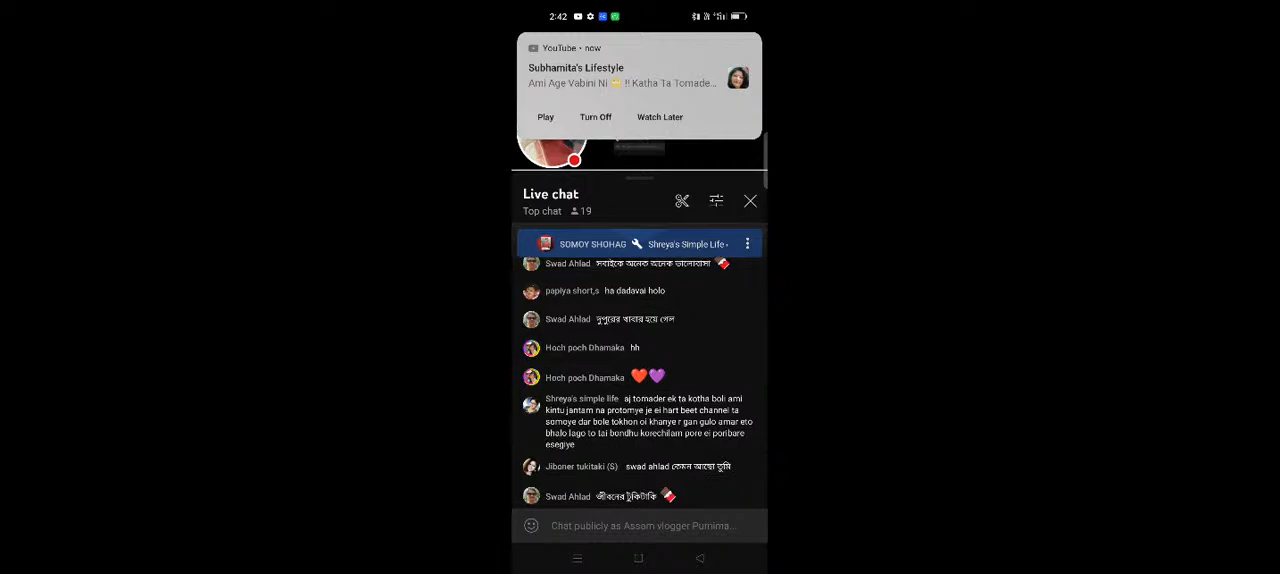 2:42
YouTube • now
Subhamita's Lifestyle
Ami Age Vabini Ni 🌟 !! Katha Ta Tomade...
Play Turn Off Watch Later
Live chat
Top chat 19
SOMOY SHOHAG Shreya's Simple Life
Swad Ahlad সবাইকে অনেক অনেক ভালোবাসা 🍫
papiya short,s ha dadavai holo
Swad Ahlad দুপুরের খাবার হয়ে গেল
Hoch poch Dhamaka hh
Hoch poch Dhamaka ❤️💜
Shreya's simple life aj tomader ek ta kotha boli ami
kintu jantam na protomye je ei hart beet channel ta
somoye dar bole tokhon oi khanye r gan gulo amar eto
bhalo lago to tai bondhu korechilam pore ei poribare
esegiye
Jiboner tukitaki (S) swad ahlad কেমন আছো তুমি
Swad Ahlad জীবনের টুকিটাকি 🍫
Chat publicly as Assam vlogger Purnima...